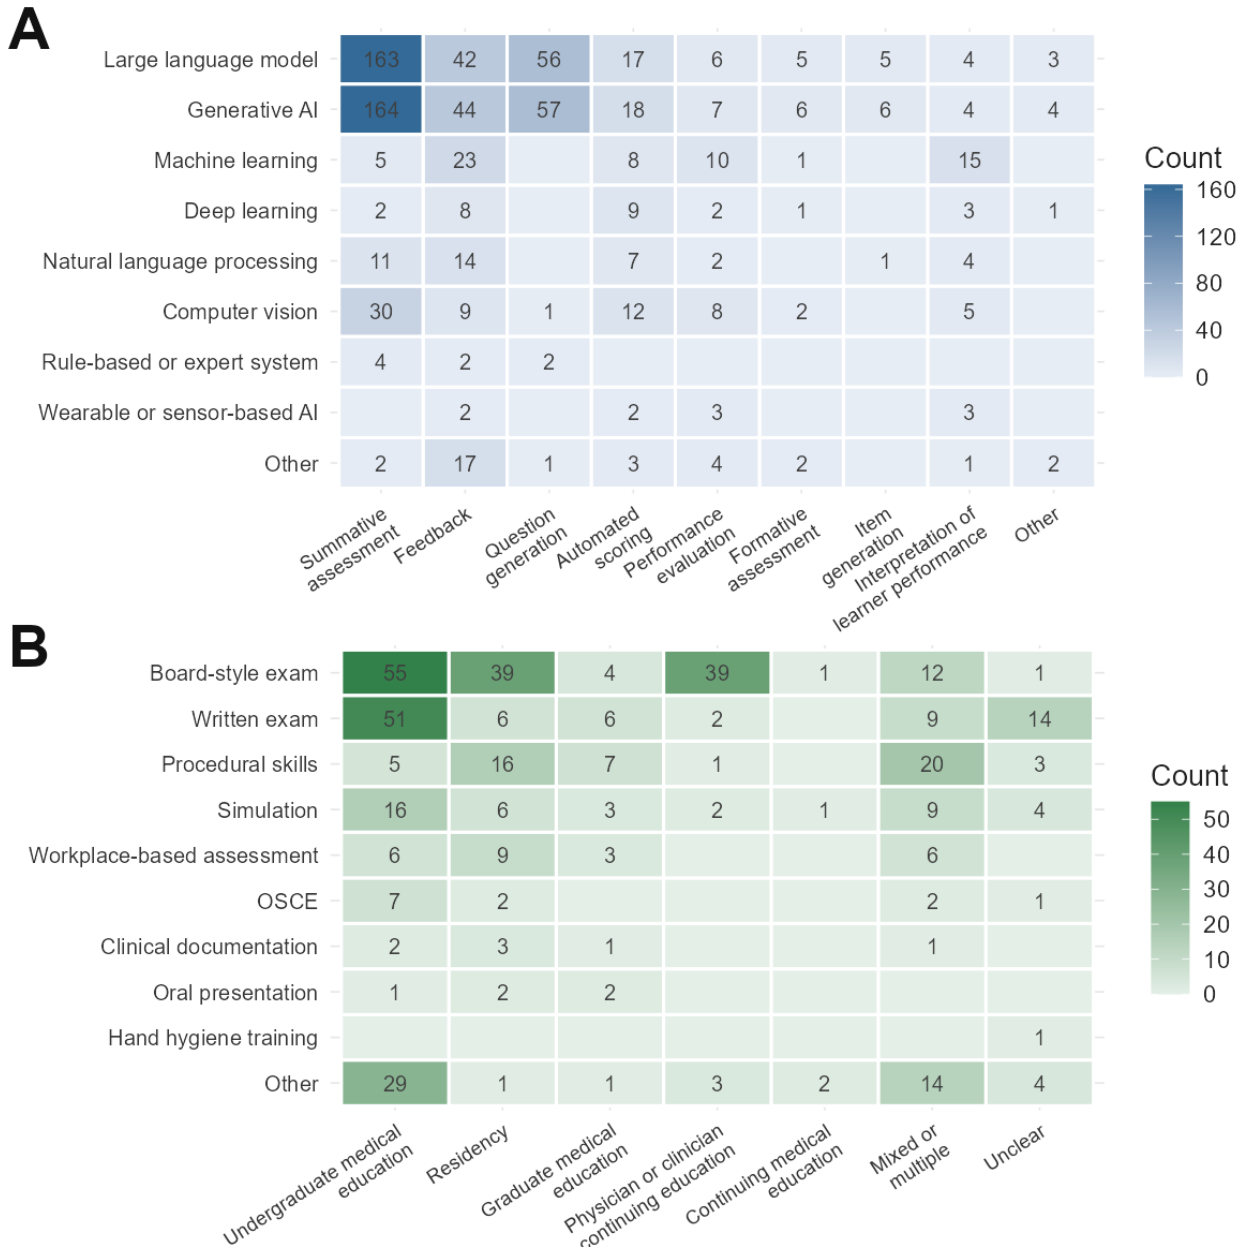 A
Large language model 163 42 56 17 6 5 5 4 3
Generative AI 164 44 57 18 7 6 6 4 4
Machine learning 5 23 8 10 1 15
Deep learning 2 8 9 2 1 3 1
Natural language processing 11 14 7 2 1 4
Computer vision 30 9 1 12 8 2 5
Rule-based or expert system 4 2 2
Wearable or sensor-based AI 2 2 3 3
Other 2 17 1 3 4 2 1 2
Summative
assessment
Feedback
Question
generation
Automated
scoring
Performance
evaluation
Formative
assessment
Item
generation
Interpretation of
learner performance
Other
Count
160
120
80
40
0
B
Board-style exam 55 39 4 39 1 12 1
Written exam 51 6 6 2 9 14
Procedural skills 5 16 7 1 20 3
Simulation 16 6 3 2 1 9 4
Workplace-based assessment 6 9 3 6
OSCE 7 2 2 1
Clinical documentation 2 3 1 1
Oral presentation 1 2 2
Hand hygiene training 1
Other 29 1 1 3 2 14 4
Undergraduate medical
education
Residency
Graduate medical
education
Physician or clinician
continuing education
Continuing medical
education
Mixed or
multiple
Unclear
Count
50
40
30
20
10
0